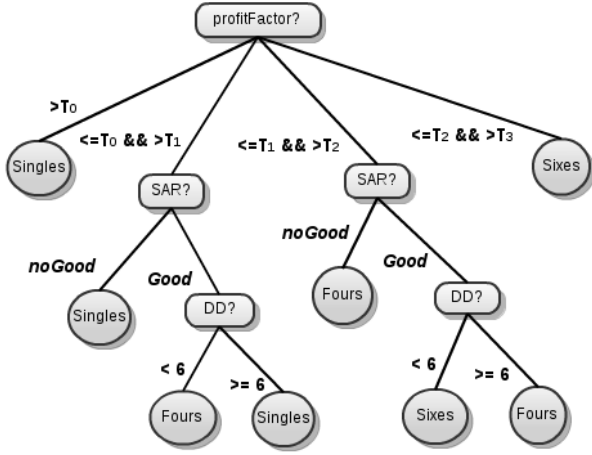 profitFactor?
>T0
<=T0 && >T1
<=T1 && >T2
<=T2 && >T3
Singles
SAR?
SAR?
Sixes
noGood
Good
noGood
Good
Singles
DD?
Fours
DD?
< 6
>= 6
< 6
>= 6
Fours
Singles
Sixes
Fours